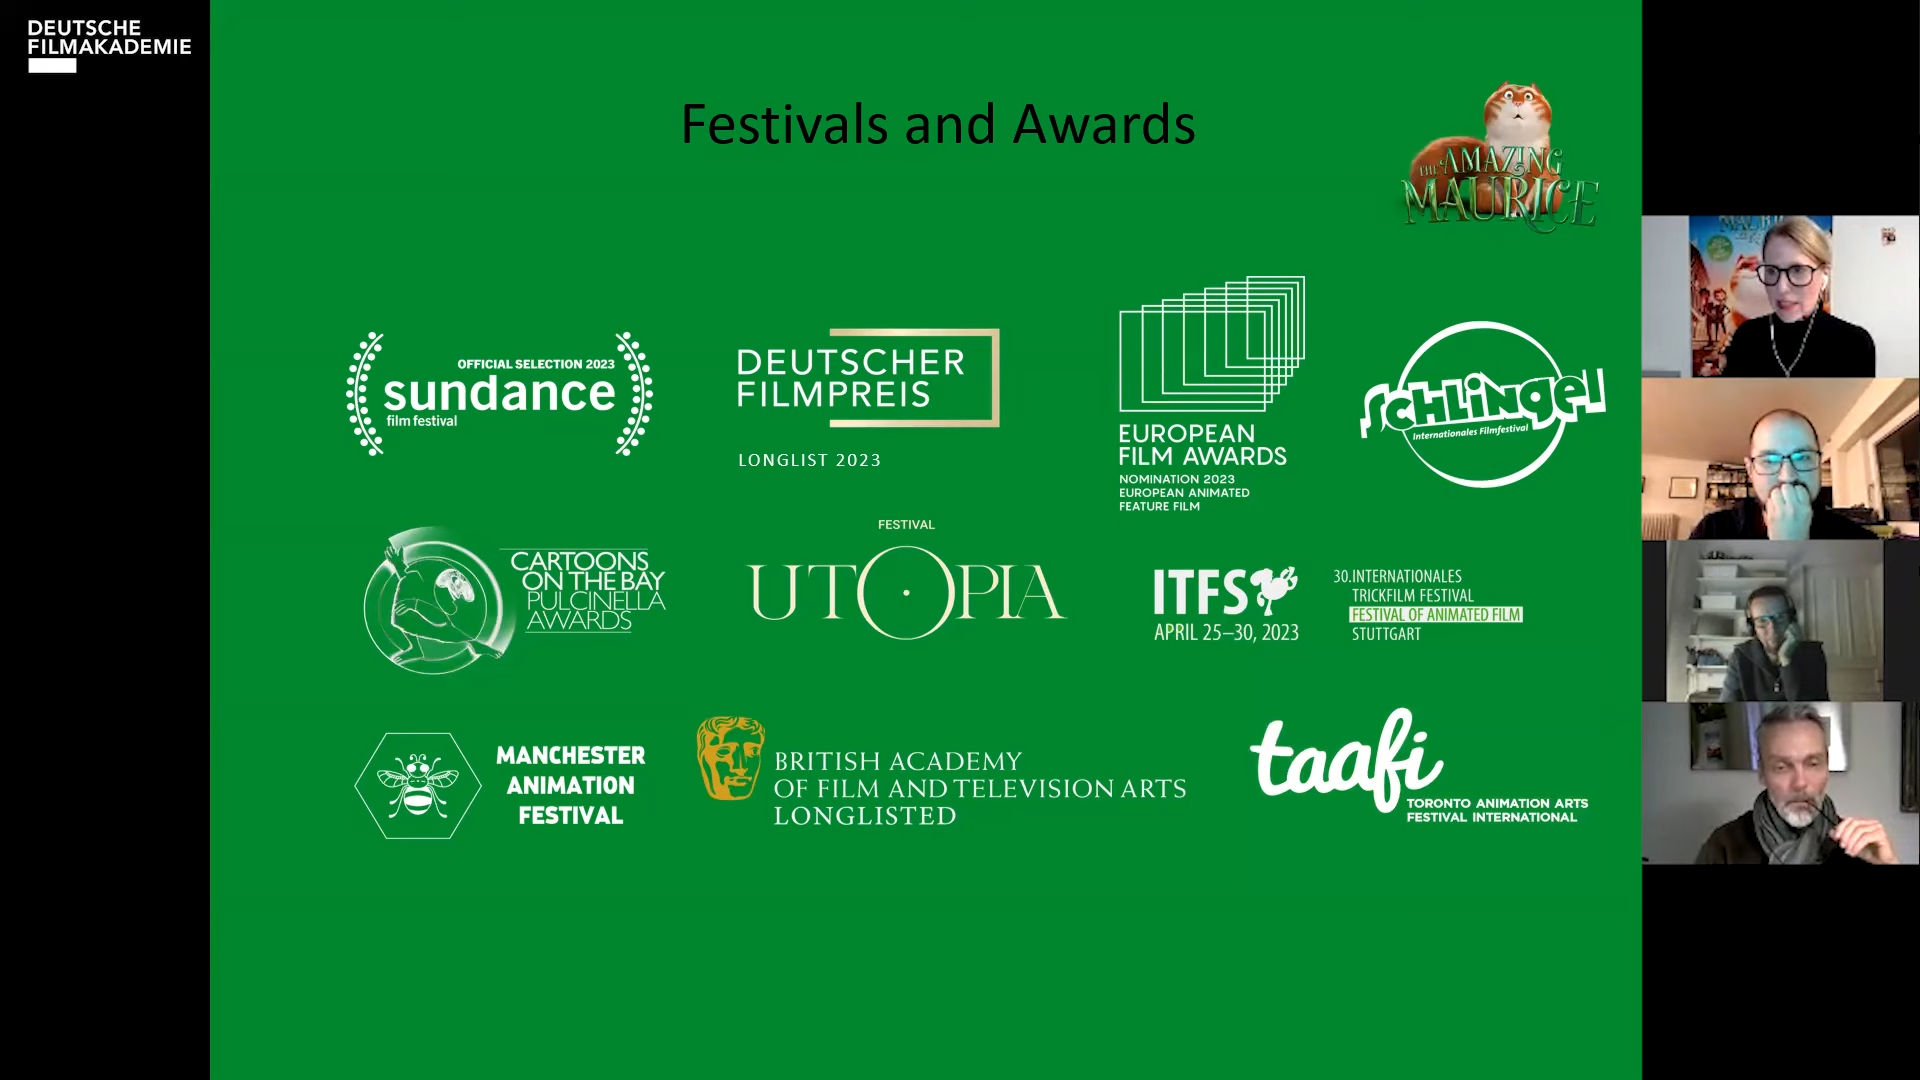 DEUTSCHE
FILMAKADEMIE
Festivals and Awards
THE AMAZING
MAURICE
OFFICIAL SELECTION 2023
sundance
film festival
DEUTSCHER
FILMPREIS
LONGLIST 2023
EUROPEAN
FILM AWARDS
NOMINATION 2023
EUROPEAN ANIMATED
FEATURE FILM
SCHLiNGEL
Internationales Filmfestival
CARTOONS
ON THE BAY
PULCINELLA
AWARDS
FESTIVAL
UTOPIA
ITFS
APRIL 25–30, 2023
30.INTERNATIONALES
TRICKFILM FESTIVAL
FESTIVAL OF ANIMATED FILM
STUTTGART
MANCHESTER
ANIMATION
FESTIVAL
BRITISH ACADEMY
OF FILM AND TELEVISION ARTS
LONGLISTED
taafi
TORONTO ANIMATION ARTS
FESTIVAL INTERNATIONAL